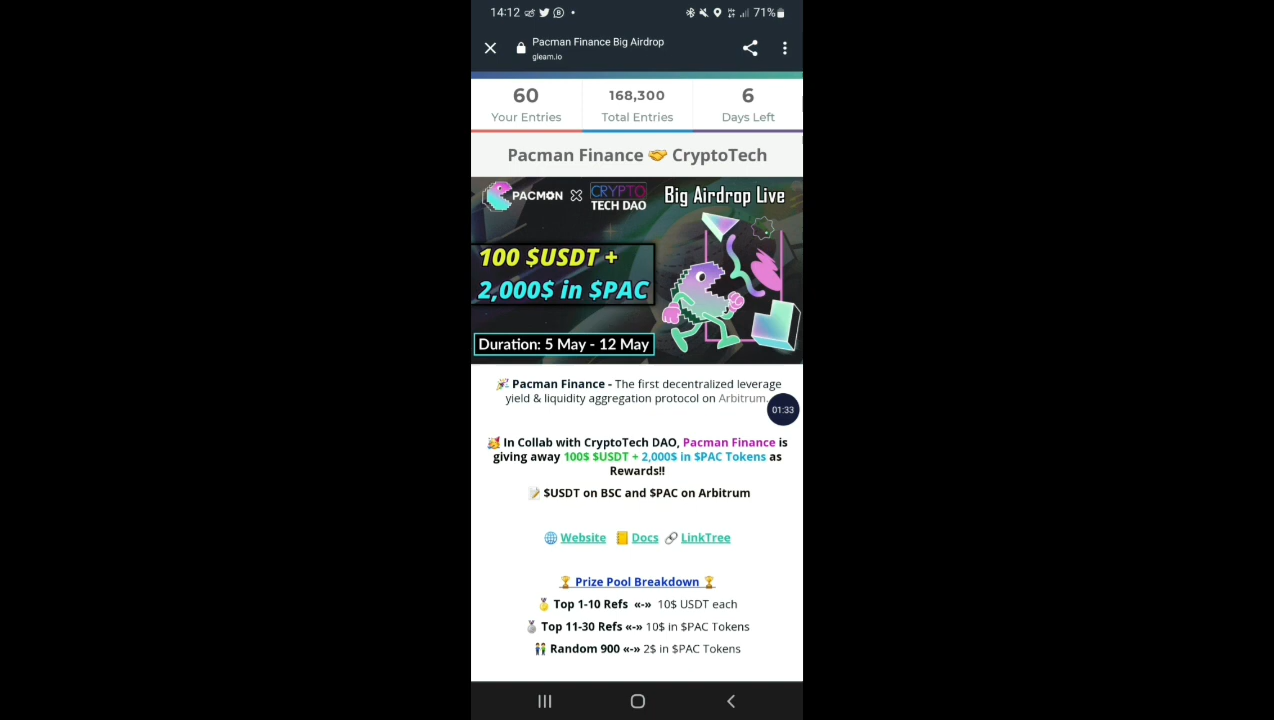 14:12 71%
Pacman Finance Big Airdrop
gleam.io
60 168,300 6
Your Entries Total Entries Days Left
Pacman Finance 🤝 CryptoTech
PACMON CRYPTO TECH DAO Big Airdrop Live
100 $USDT +
2,000$ in $PAC
Duration: 5 May - 12 May
🎉 Pacman Finance - The first decentralized leverage
yield & liquidity aggregation protocol on Arbitrum.
01:33
🥳 In Collab with CryptoTech DAO, Pacman Finance is
giving away 100$ $USDT + 2,000$ in $PAC Tokens as
Rewards!!
📝 $USDT on BSC and $PAC on Arbitrum
🌐 Website 📒 Docs 🔗 LinkTree
🏆 Prize Pool Breakdown 🏆
🥇 Top 1-10 Refs «-» 10$ USDT each
🥈 Top 11-30 Refs «-» 10$ in $PAC Tokens
👫 Random 900 «-» 2$ in $PAC Tokens